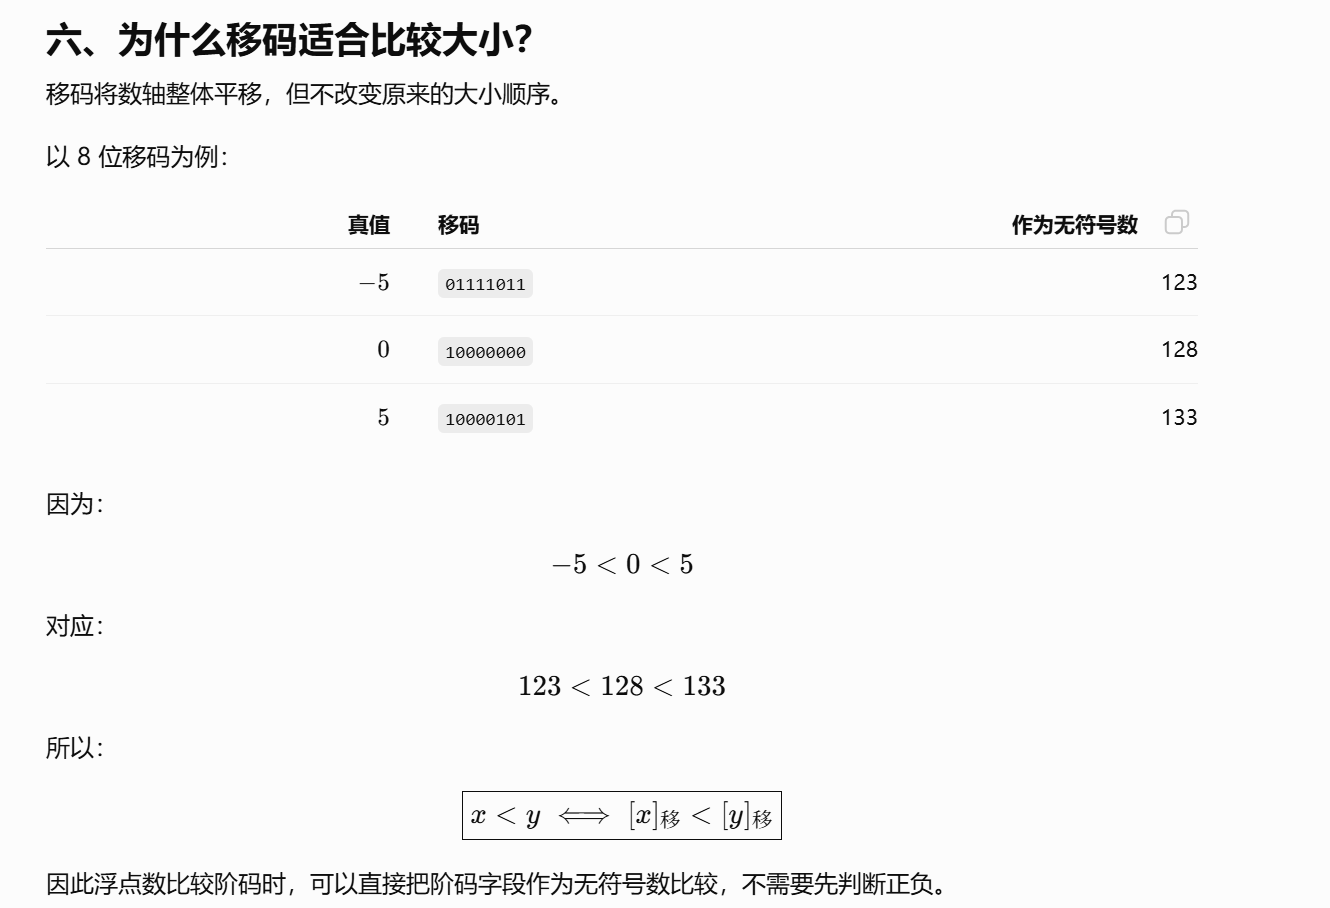 六、为什么移码适合比较大小？
移码将数轴整体平移，但不改变原来的大小顺序。
以 8 位移码为例：
真值 移码 作为无符号数
−5 01111011 123
0 10000000 128
5 10000101 133
因为：
−5 < 0 < 5
对应：
123 < 128 < 133
所以：
x < y ⟺ [x]移 < [y]移
因此浮点数比较阶码时，可以直接把阶码字段作为无符号数比较，不需要先判断正负。